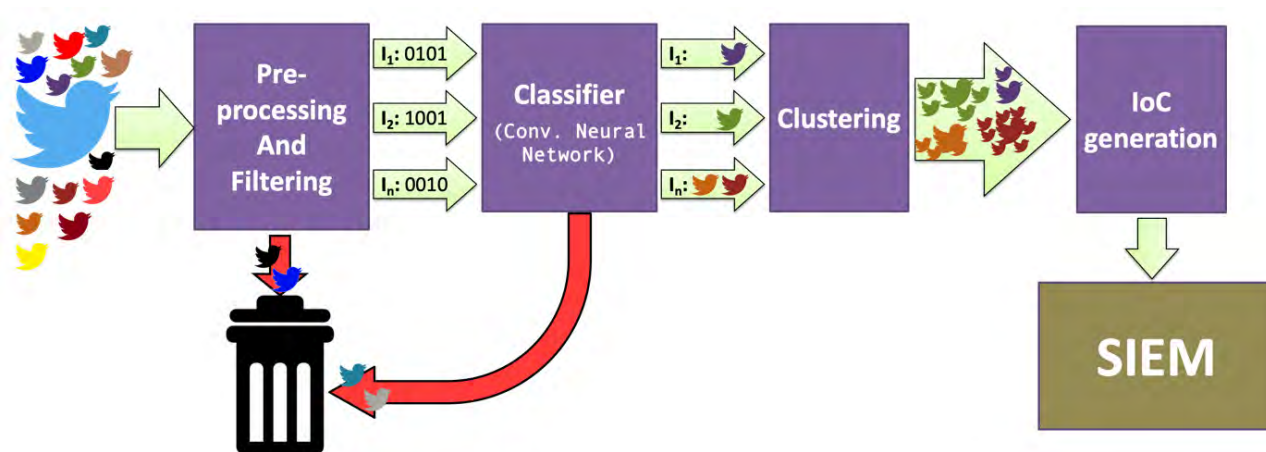 Pre-
processing
And
Filtering
I₁: 0101
I₂: 1001
Iₙ: 0010
Classifier
(Conv. Neural
Network)
I₁:
I₂:
Iₙ:
Clustering
IoC
generation
SIEM